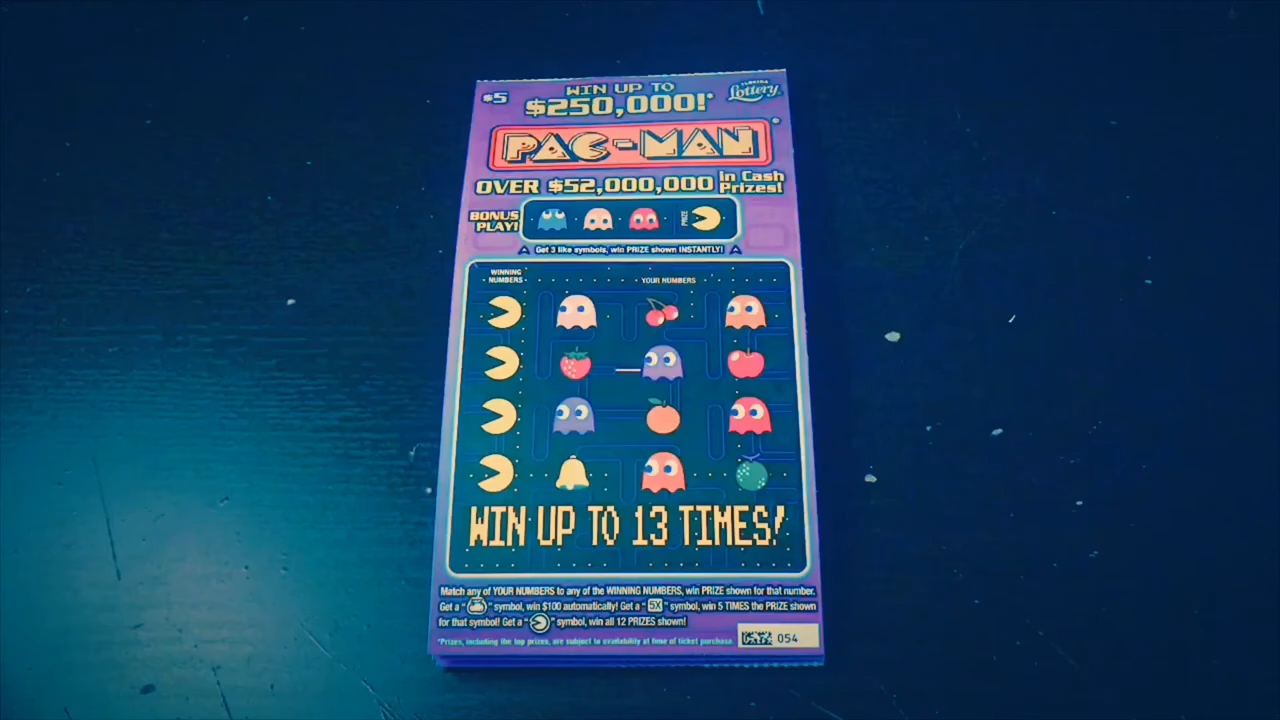 $5
WIN UP TO
$250,000!*
FLORIDA
Lottery
PAC-MAN®
OVER $52,000,000 in Cash Prizes!
BONUS PLAY!
PRIZE
Get 3 like symbols, win PRIZE shown INSTANTLY!
WINNING NUMBERS
YOUR NUMBERS
WIN UP TO 13 TIMES!
Match any of YOUR NUMBERS to any of the WINNING NUMBERS, win PRIZE shown for that number.
Get a " " symbol, win $100 automatically! Get a "5X" symbol, win 5 TIMES the PRIZE shown
for that symbol! Get a " " symbol, win all 12 PRIZES shown!
*Prizes, including the top prizes, are subject to availability at time of ticket purchase.
054